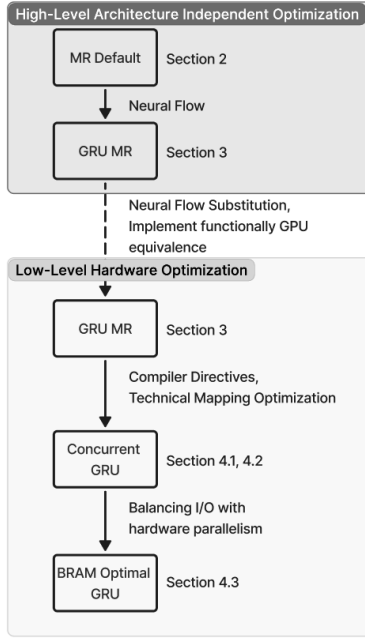 High-Level Architecture Independent Optimization
MR Default
Section 2
Neural Flow
GRU MR
Section 3
Neural Flow Substitution,
Implement functionally GPU
equivalence
Low-Level Hardware Optimization
GRU MR
Section 3
Compiler Directives,
Technical Mapping Optimization
Concurrent
GRU
Section 4.1, 4.2
Balancing I/O with
hardware parallelism
BRAM Optimal
GRU
Section 4.3